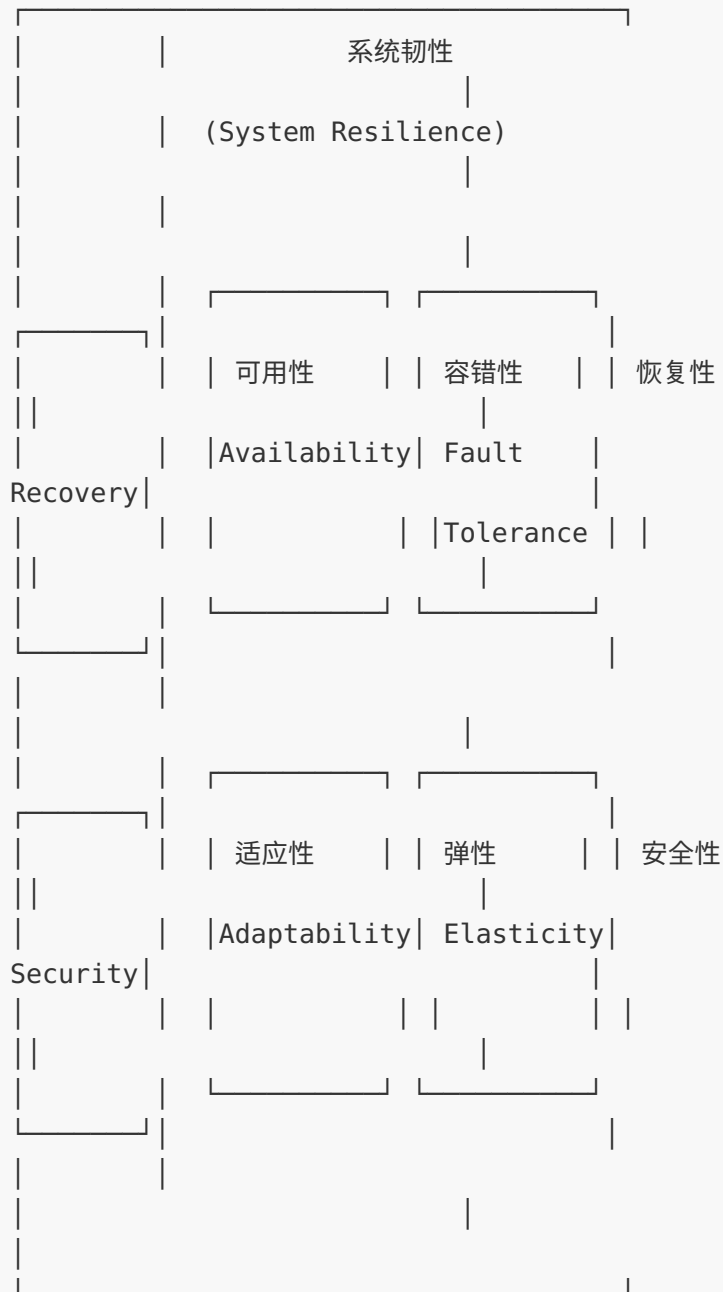 系统韧性
(System Resilience)
可用性 容错性 恢复性
Availability Fault
Recovery
Tolerance
适应性 弹性 安全性
Adaptability Elasticity
Security